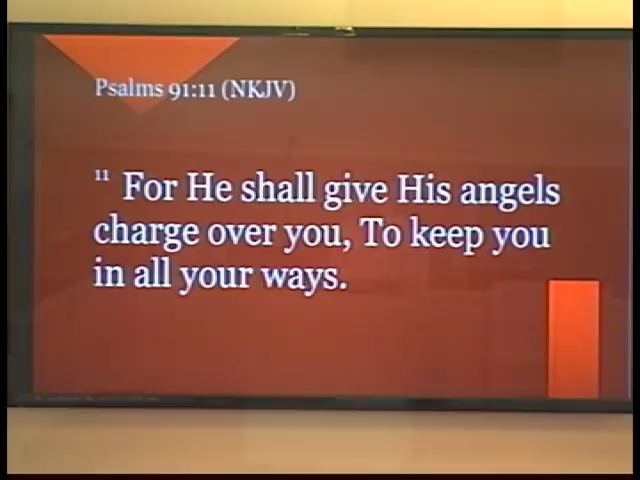 Psalms 91:11 (NKJV)
11 For He shall give His angels
charge over you, To keep you
in all your ways.